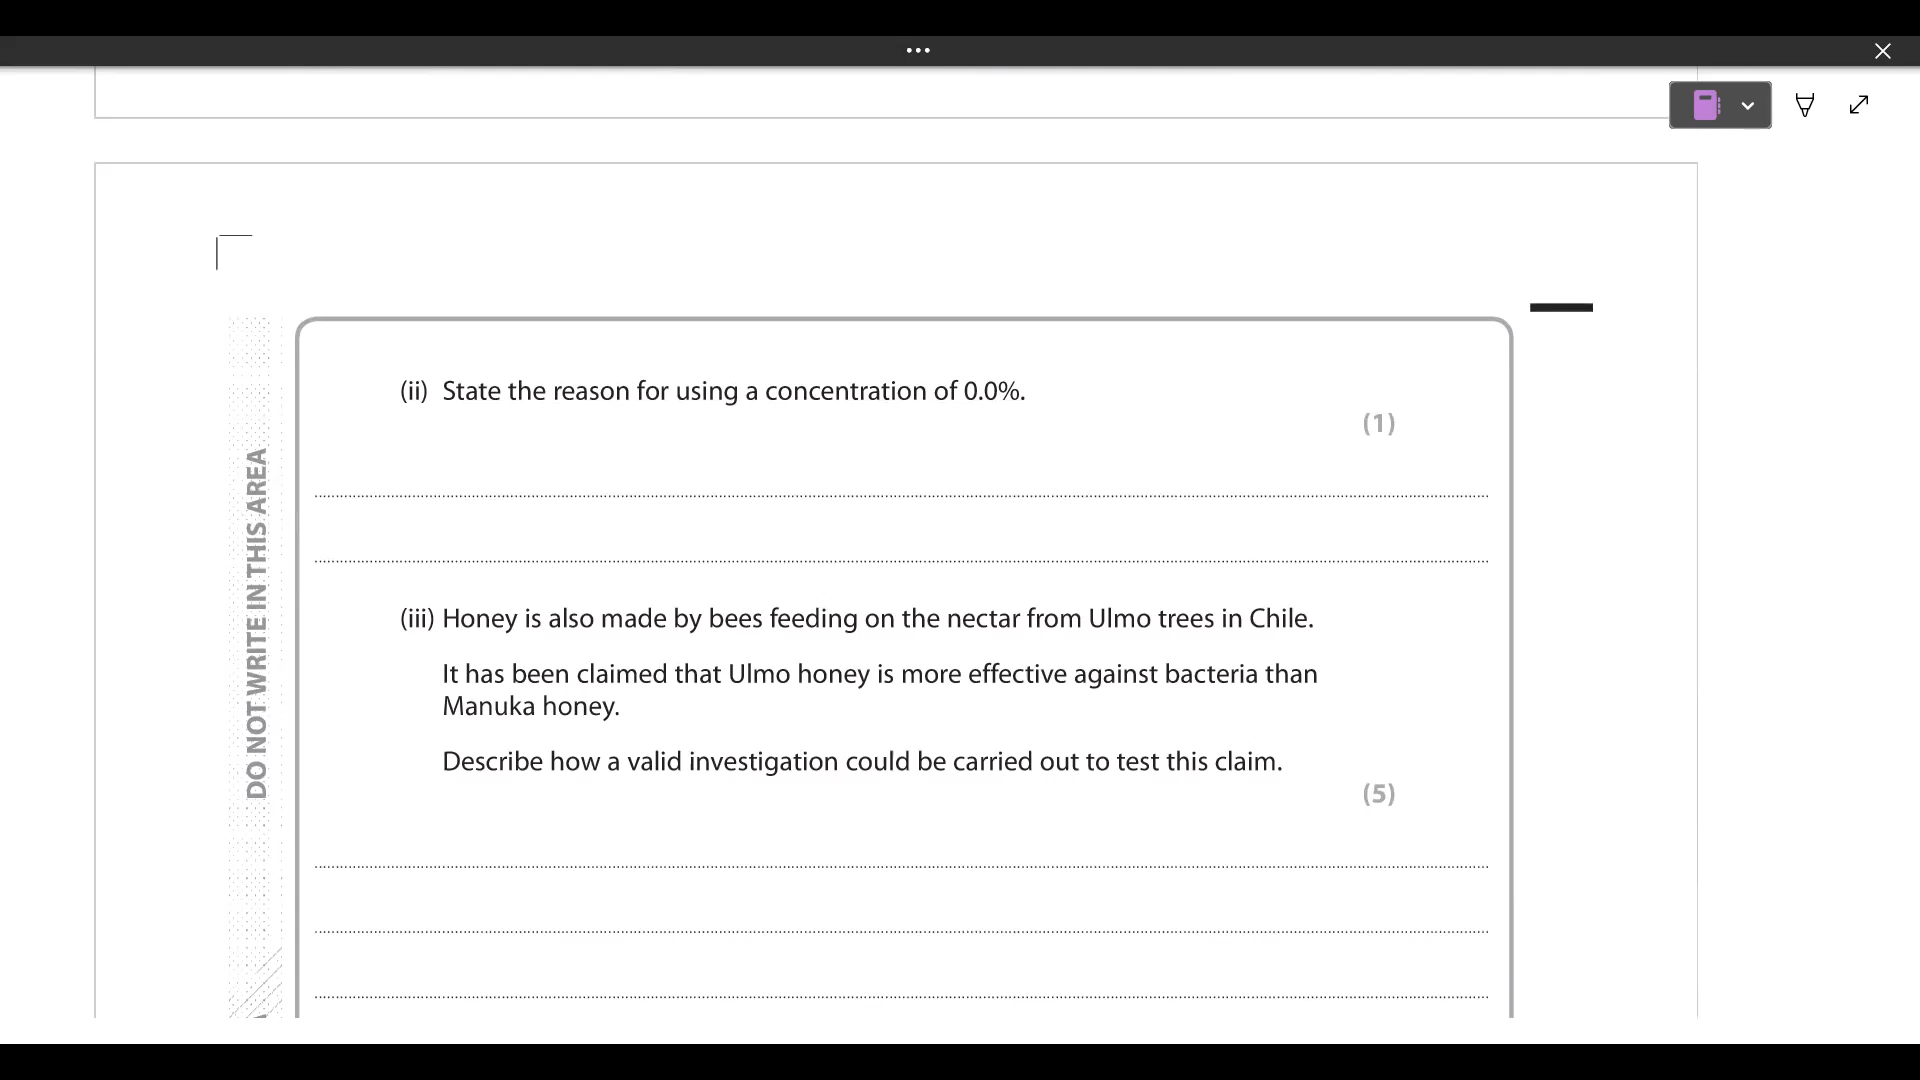 (ii) State the reason for using a concentration of 0.0%.
(1)
DO NOT WRITE IN THIS AREA
(iii) Honey is also made by bees feeding on the nectar from Ulmo trees in Chile.
It has been claimed that Ulmo honey is more effective against bacteria than
Manuka honey.
Describe how a valid investigation could be carried out to test this claim.
(5)